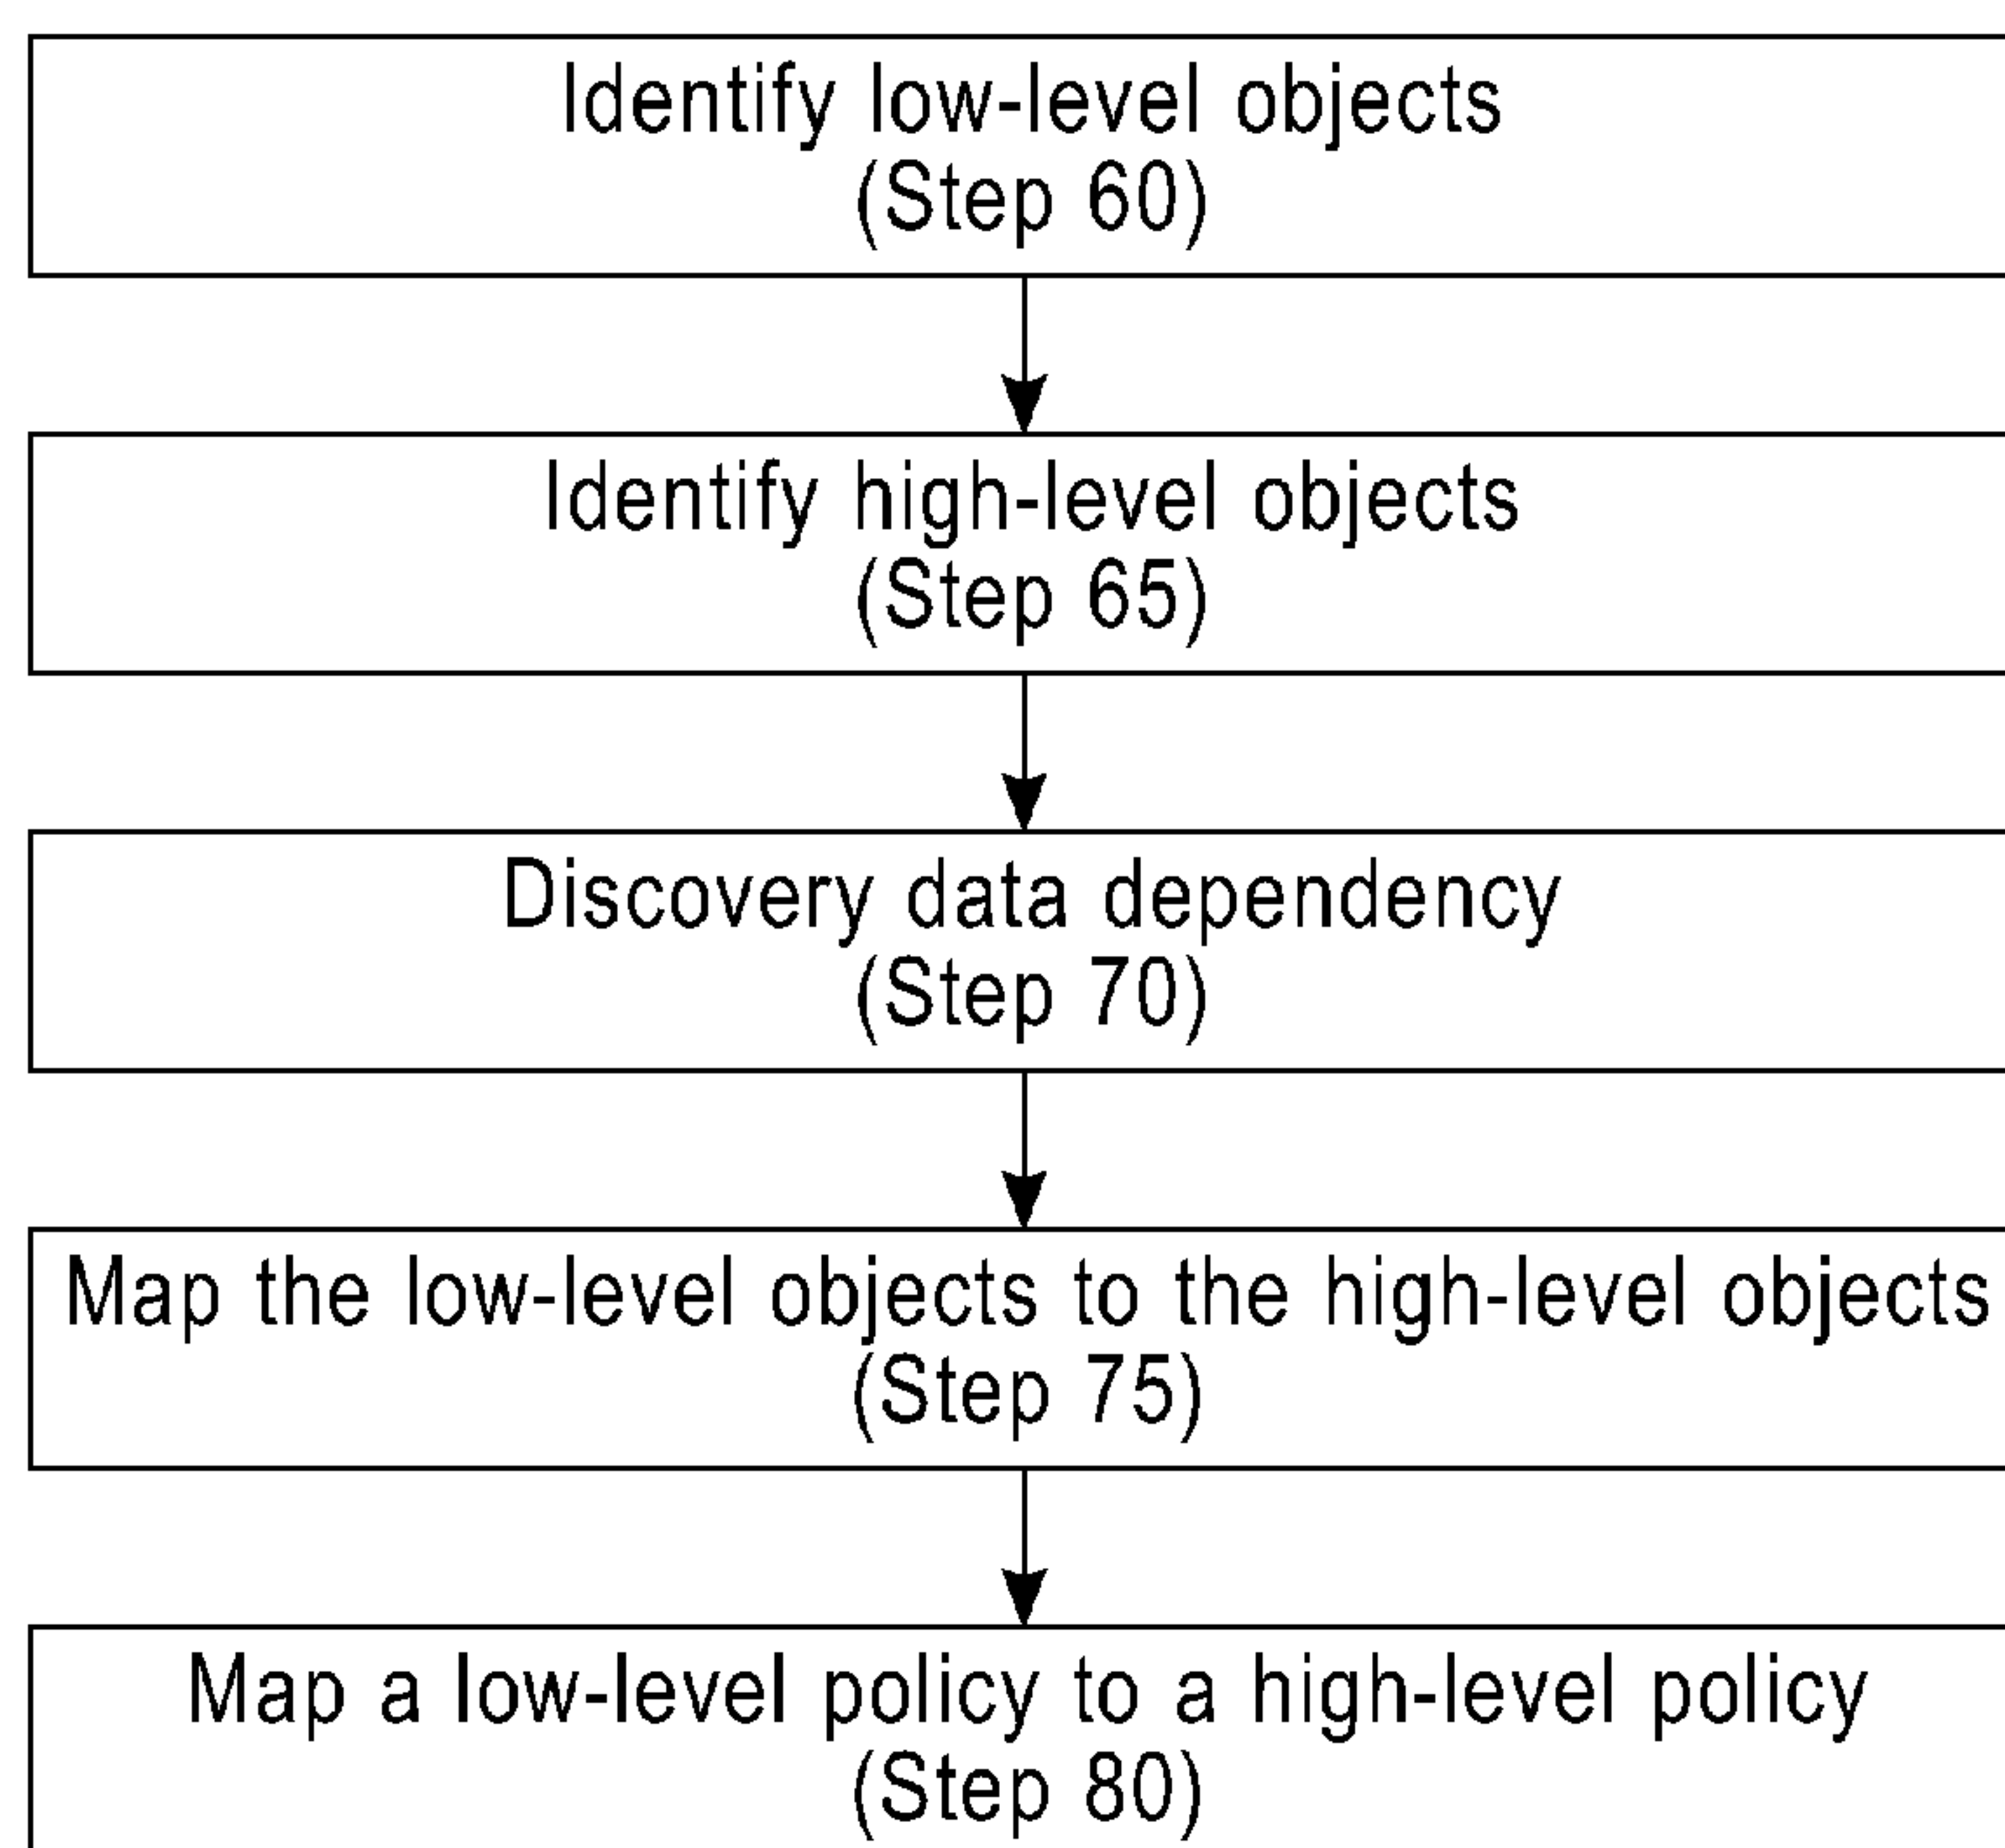 Identify low-level objects
(Step 60)
Identify high-level objects
(Step 65)
Discovery data dependency
(Step 70)
Map the low-level objects to the high-level objects
(Step 75)
Map a low-level policy to a high-level policy
(Step 80)